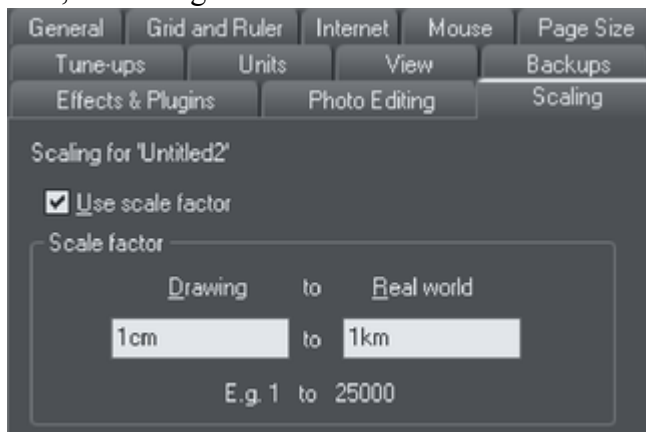 General Grid and Ruler Internet Mouse Page Size
Tune-ups Units View Backups
Effects & Plugins Photo Editing Scaling
Scaling for 'Untitled2'
Use scale factor
Scale factor
Drawing to Real world
1cm to 1km
E.g. 1 to 25000